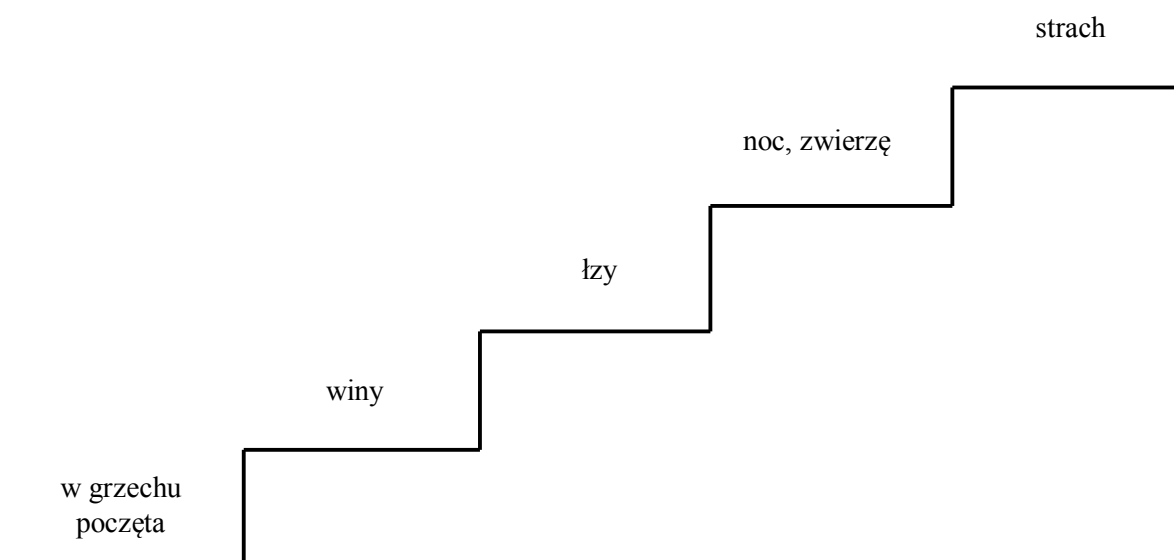 strach
noc, zwierzę
łzy
winy
w grzechu
poczęta